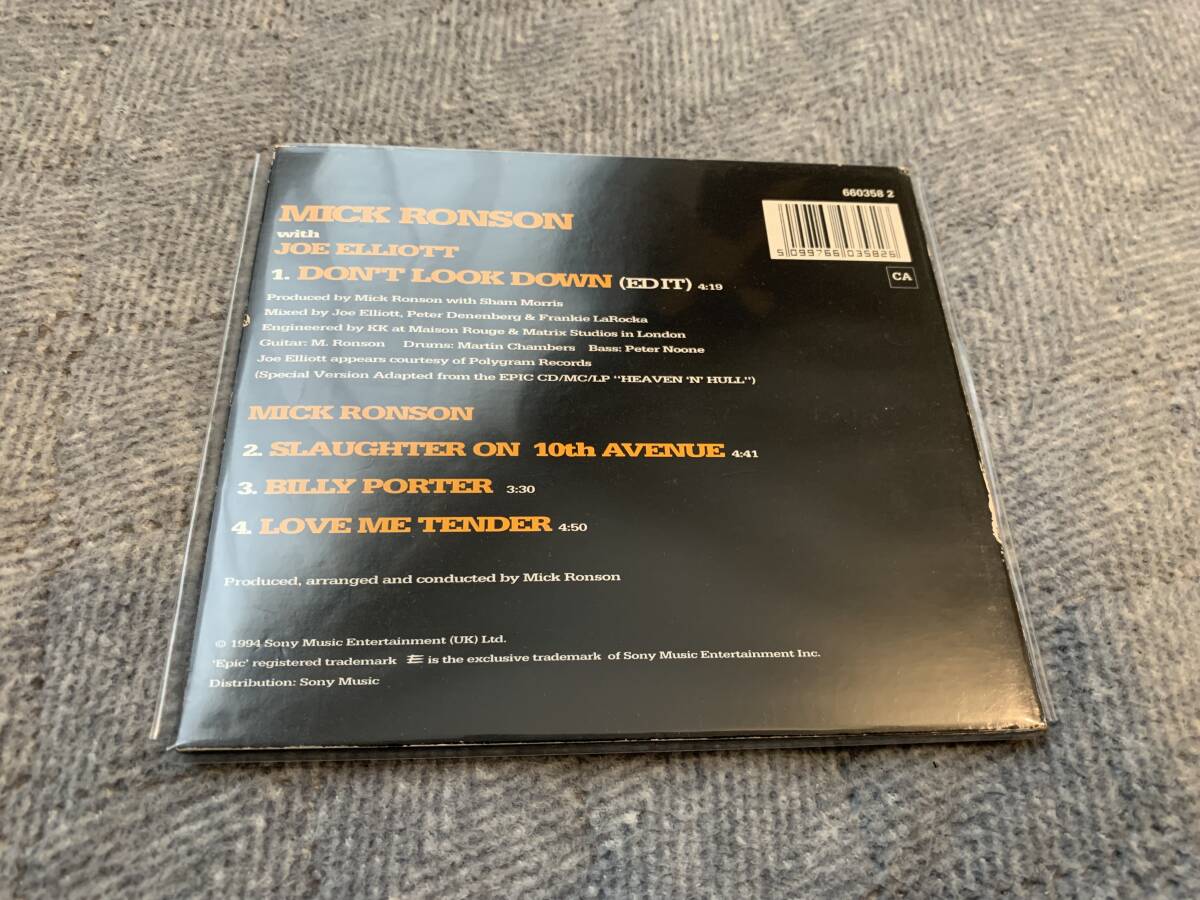 660358 2
5 099766 035826
CA
MICK RONSON
with
JOE ELLIOTT
1. DON'T LOOK DOWN (EDIT) 4:19
Produced by Mick Ronson with Sham Morris
Mixed by Joe Elliott, Peter Denenberg & Frankie LaRocka
Engineered by KK at Maison Rouge & Matrix Studios in London
Guitar: M. Ronson Drums: Martin Chambers Bass: Peter Noone
Joe Elliott appears courtesy of Polygram Records
(Special Version Adapted from the EPIC CD/MC/LP "HEAVEN 'N' HULL")
MICK RONSON
2. SLAUGHTER ON 10th AVENUE 4:41
3. BILLY PORTER 3:30
4. LOVE ME TENDER 4:50
Produced, arranged and conducted by Mick Ronson
© 1994 Sony Music Entertainment (UK) Ltd.
'Epic' registered trademark is the exclusive trademark of Sony Music Entertainment Inc.
Distribution: Sony Music